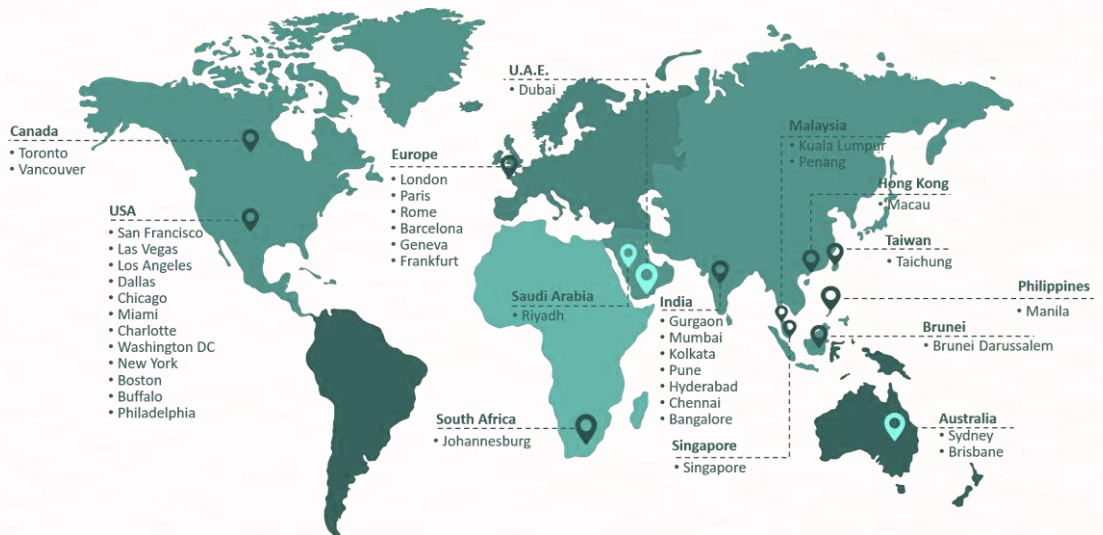 Canada
• Toronto
• Vancouver
USA
• San Francisco
• Las Vegas
• Los Angeles
• Dallas
• Chicago
• Miami
• Charlotte
• Washington DC
• New York
• Boston
• Buffalo
• Philadelphia
Europe
• London
• Paris
• Rome
• Barcelona
• Geneva
• Frankfurt
U.A.E.
• Dubai
Saudi Arabia
• Riyadh
South Africa
• Johannesburg
India
• Gurgaon
• Mumbai
• Kolkata
• Pune
• Hyderabad
• Chennai
• Bangalore
Singapore
• Singapore
Malaysia
• Kuala Lumpur
• Penang
Hong Kong
• Macau
Taiwan
• Taichung
Philippines
• Manila
Brunei
• Brunei Darussalem
Australia
• Sydney
• Brisbane